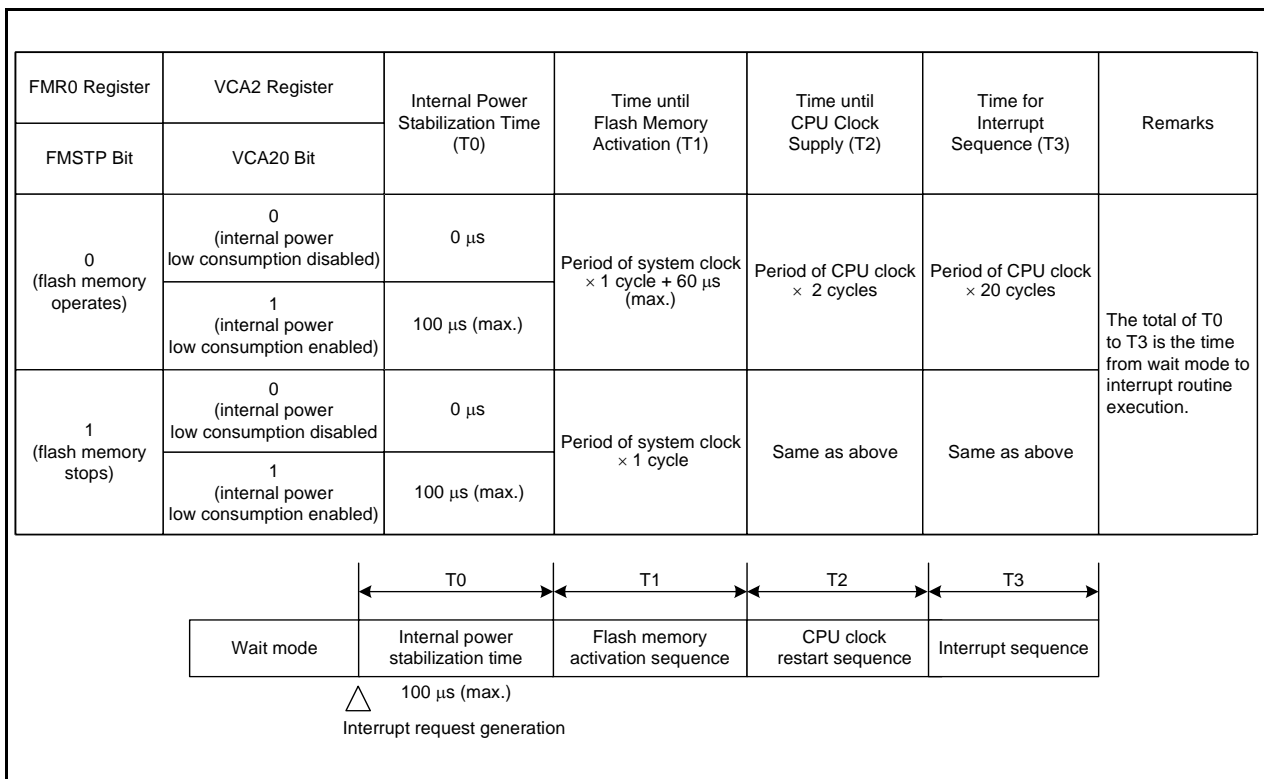 FMR0 Register
VCA2 Register
Internal Power
Stabilization Time
(T0)
Time until
Flash Memory
Activation (T1)
Time until
CPU Clock
Supply (T2)
Time for
Interrupt
Sequence (T3)
Remarks
FMSTP Bit
VCA20 Bit
0
(flash memory
operates)
0
(internal power
low consumption disabled)
0 μs
Period of system clock
× 1 cycle + 60 μs
(max.)
Period of CPU clock
× 2 cycles
Period of CPU clock
× 20 cycles
The total of T0
to T3 is the time
from wait mode to
interrupt routine
execution.
1
(internal power
low consumption enabled)
100 μs (max.)
1
(flash memory
stops)
0
(internal power
low consumption disabled
0 μs
Period of system clock
× 1 cycle
Same as above
Same as above
1
(internal power
low consumption enabled)
100 μs (max.)
T0
T1
T2
T3
Wait mode
Internal power
stabilization time
Flash memory
activation sequence
CPU clock
restart sequence
Interrupt sequence
100 μs (max.)
Interrupt request generation